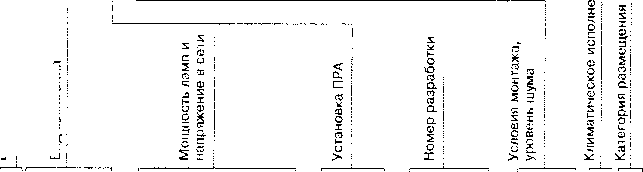 Мощность ламп и
напряжение в сети
Установка ПРА
Номер разработки
Условия монтажа,
уровень шума
Климатическое исполне
Категория размещения